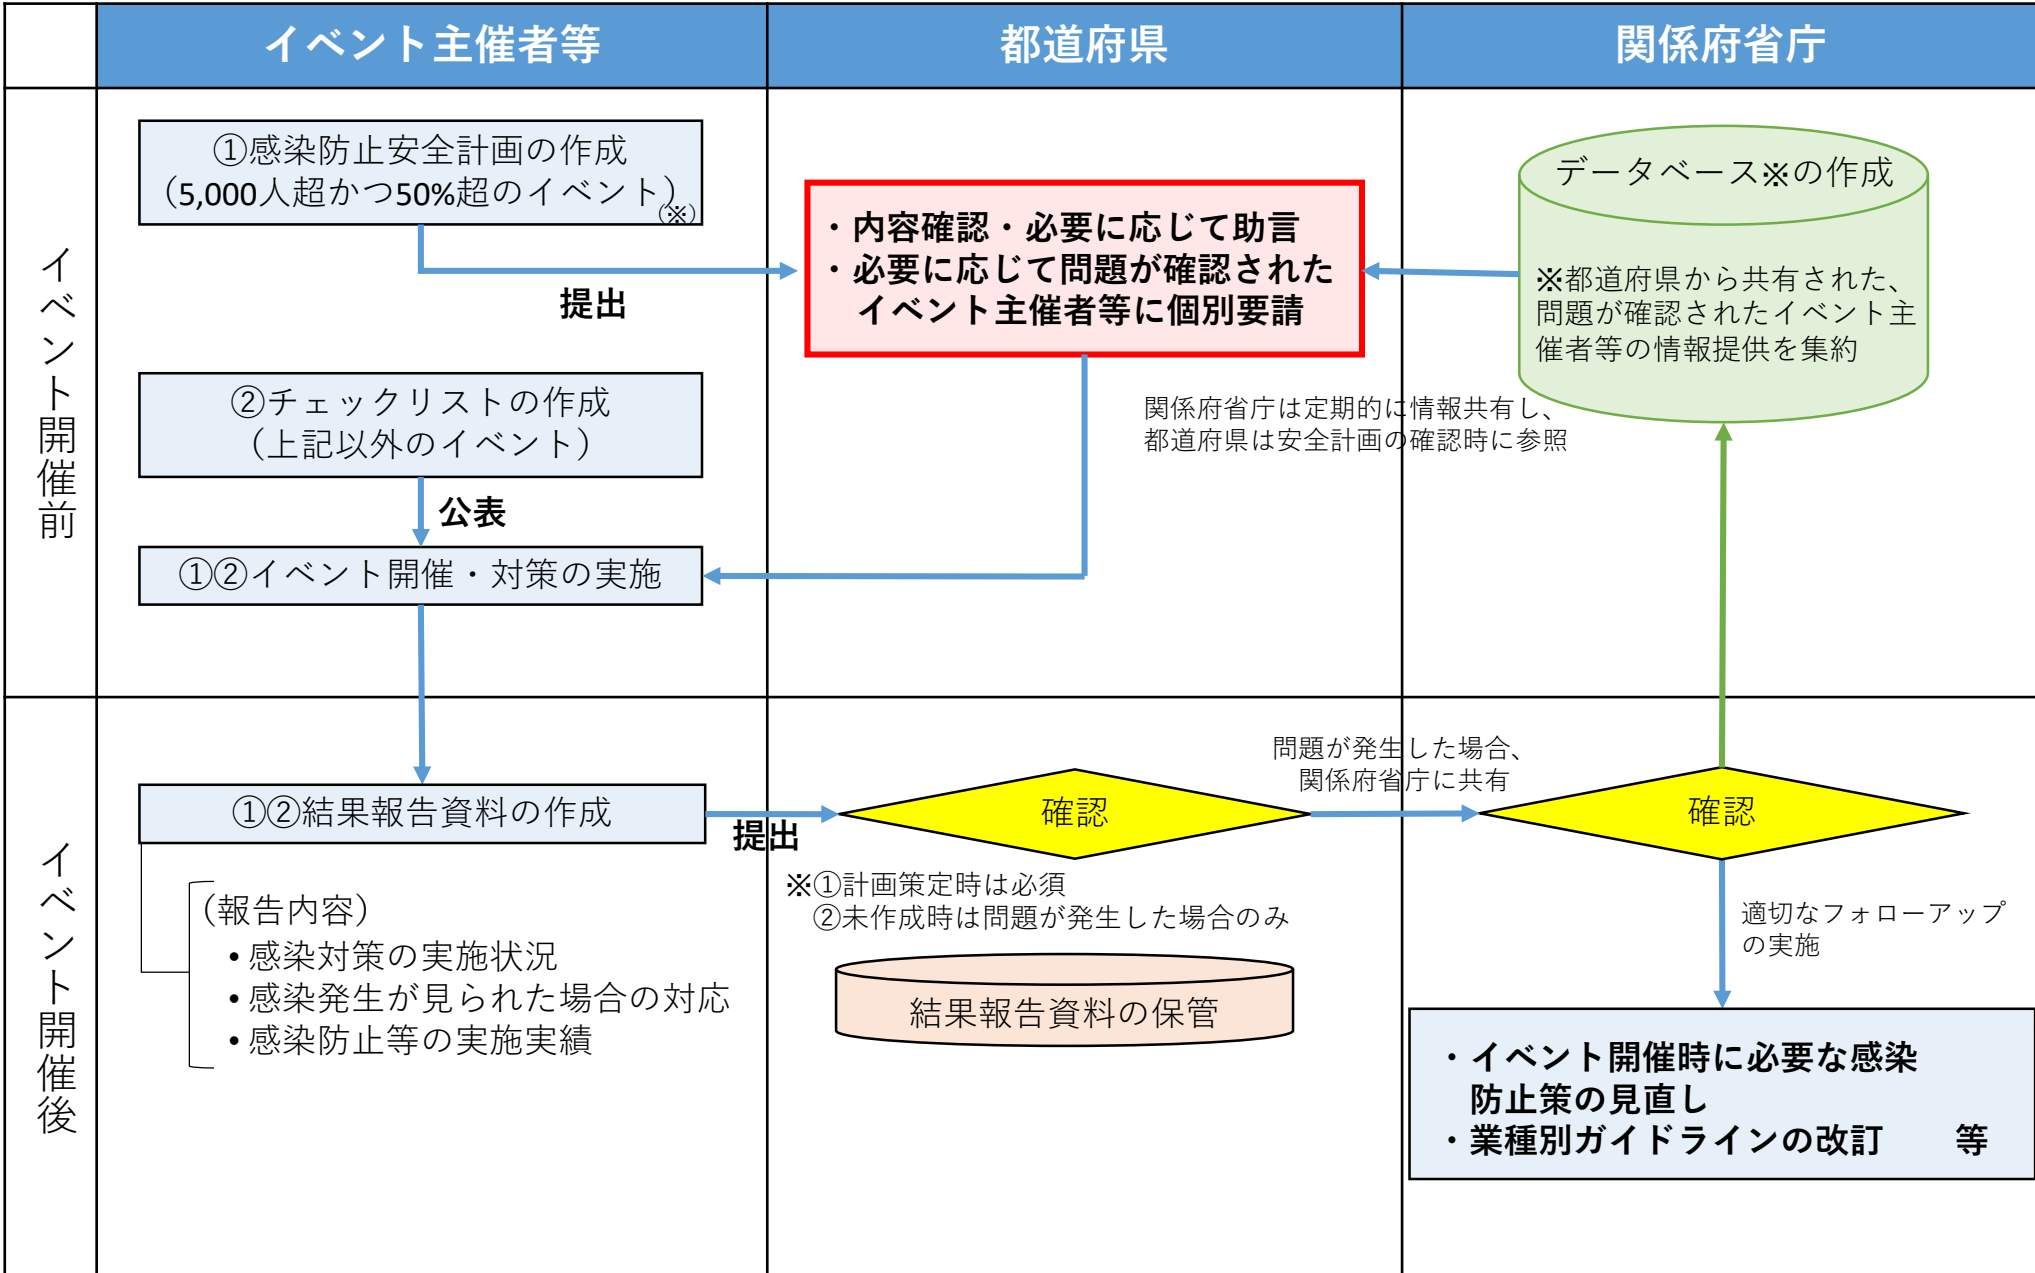 イベント主催者等
都道府県
関係府省庁
イベント開催前
①感染防止安全計画の作成
（5,000人超かつ50%超のイベント）
（※）
提出
・内容確認・必要に応じて助言
・必要に応じて問題が確認された
イベント主催者等に個別要請
データベース※の作成
※都道府県から共有された、
問題が確認されたイベント主
催者等の情報提供を集約
②チェックリストの作成
（上記以外のイベント）
関係府省庁は定期的に情報共有し、
都道府県は安全計画の確認時に参照
公表
①②イベント開催・対策の実施
イベント開催後
①②結果報告資料の作成
提出
確認
問題が発生した場合、
関係府省庁に共有
確認
（報告内容）
• 感染対策の実施状況
• 感染発生が見られた場合の対応
• 感染防止等の実施実績
※①計画策定時は必須
②未作成時は問題が発生した場合のみ
結果報告資料の保管
適切なフォローアップ
の実施
・イベント開催時に必要な感染
防止策の見直し
・業種別ガイドラインの改訂　　等